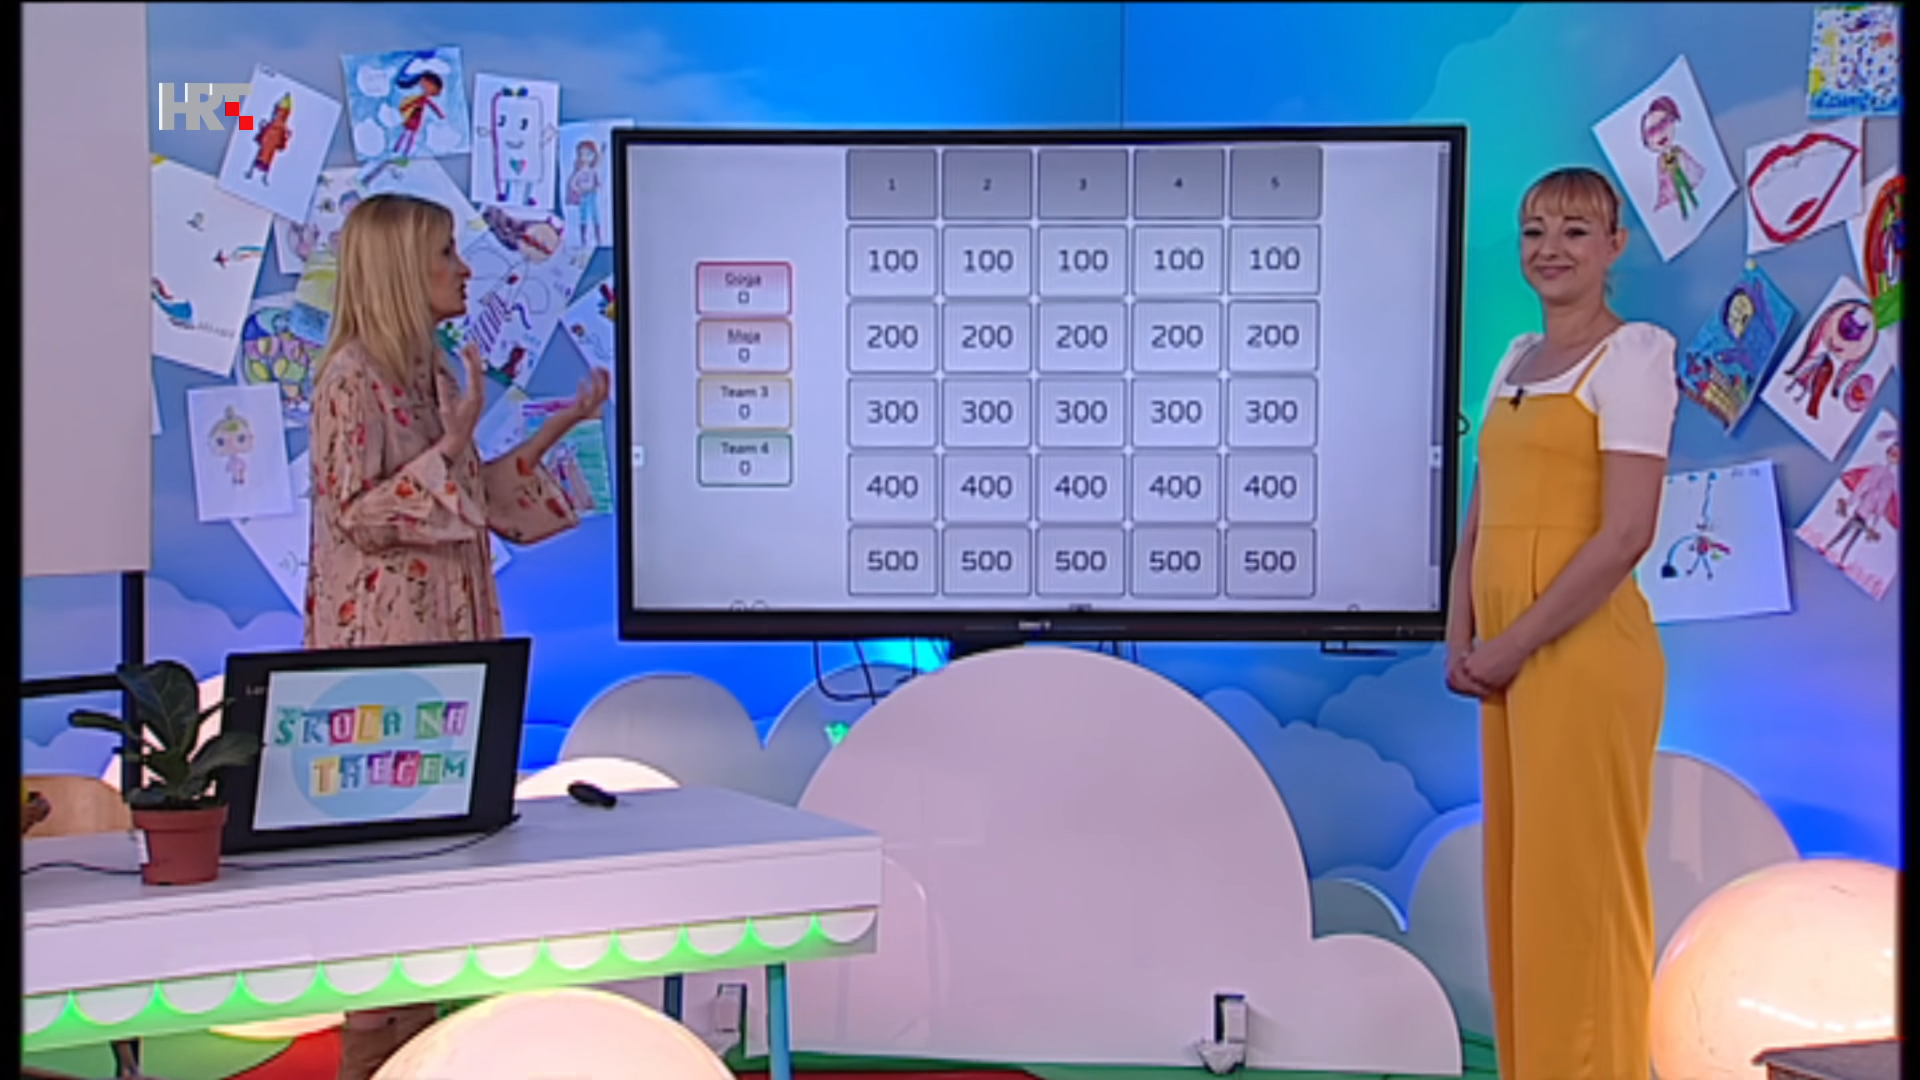 HRT
1 2 3 4 5
100 100 100 100 100
200 200 200 200 200
300 300 300 300 300
400 400 400 400 400
500 500 500 500 500
Goga
0
Maja
0
Team 3
0
Team 4
0
ŠKOLA NA
TREĆEM